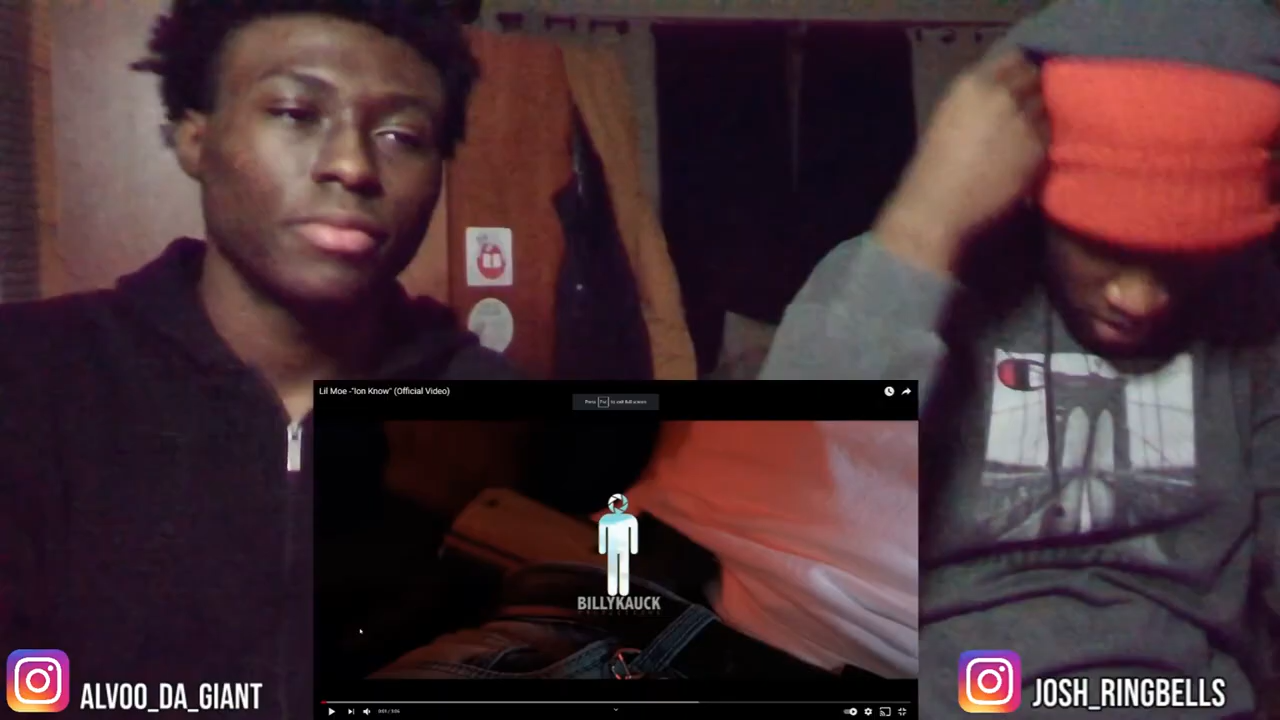 Lil Moe -"Ion Know" (Official Video)
BILLYKAUCK
ALVOO_DA_GIANT
JOSH_RINGBELLS